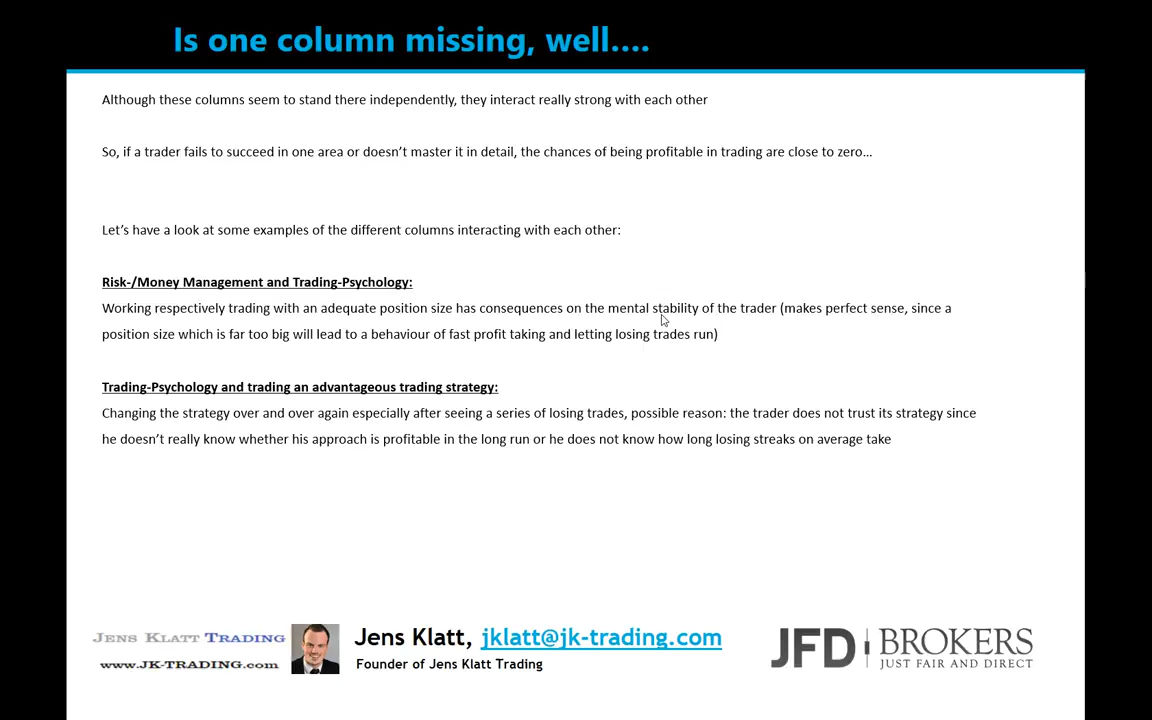 Is one column missing, well....
Although these columns seem to stand there independently, they interact really strong with each other
So, if a trader fails to succeed in one area or doesn't master it in detail, the chances of being profitable in trading are close to zero…
Let's have a look at some examples of the different columns interacting with each other:
Risk-/Money Management and Trading-Psychology:
Working respectively trading with an adequate position size has consequences on the mental stability of the trader (makes perfect sense, since a
position size which is far too big will lead to a behaviour of fast profit taking and letting losing trades run)
Trading-Psychology and trading an advantageous trading strategy:
Changing the strategy over and over again especially after seeing a series of losing trades, possible reason: the trader does not trust its strategy since
he doesn't really know whether his approach is profitable in the long run or he does not know how long losing streaks on average take
JENS KLATT TRADING
www.JK-TRADING.com
Jens Klatt, jklatt@jk-trading.com
Founder of Jens Klatt Trading
JFD BROKERS
JUST FAIR AND DIRECT